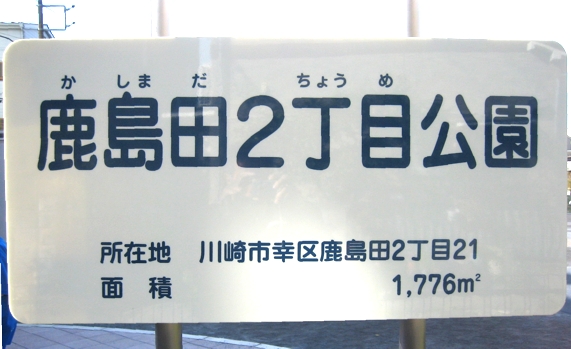 かしまだ ちょうめ
鹿島田2丁目公園
所在地 川崎市幸区鹿島田2丁目21
面積 1,776m²